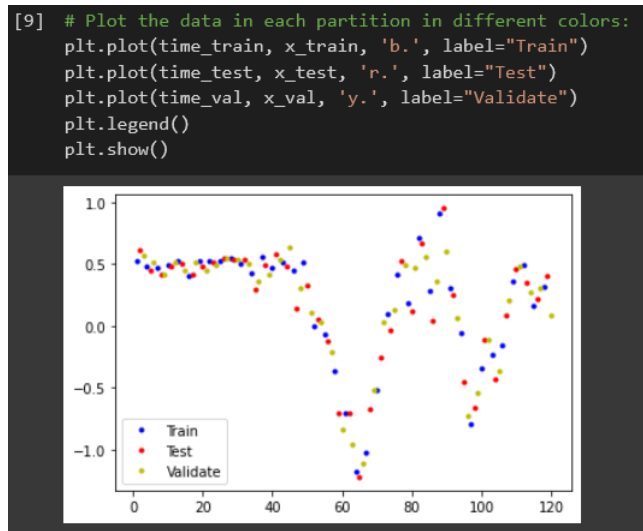 [9] # Plot the data in each partition in different colors:
plt.plot(time_train, x_train, 'b.', label="Train")
plt.plot(time_test, x_test, 'r.', label="Test")
plt.plot(time_val, x_val, 'y.', label="Validate")
plt.legend()
plt.show()
1.0
0.5
0.0
−0.5
−1.0
Train
Test
Validate
0 20 40 60 80 100 120